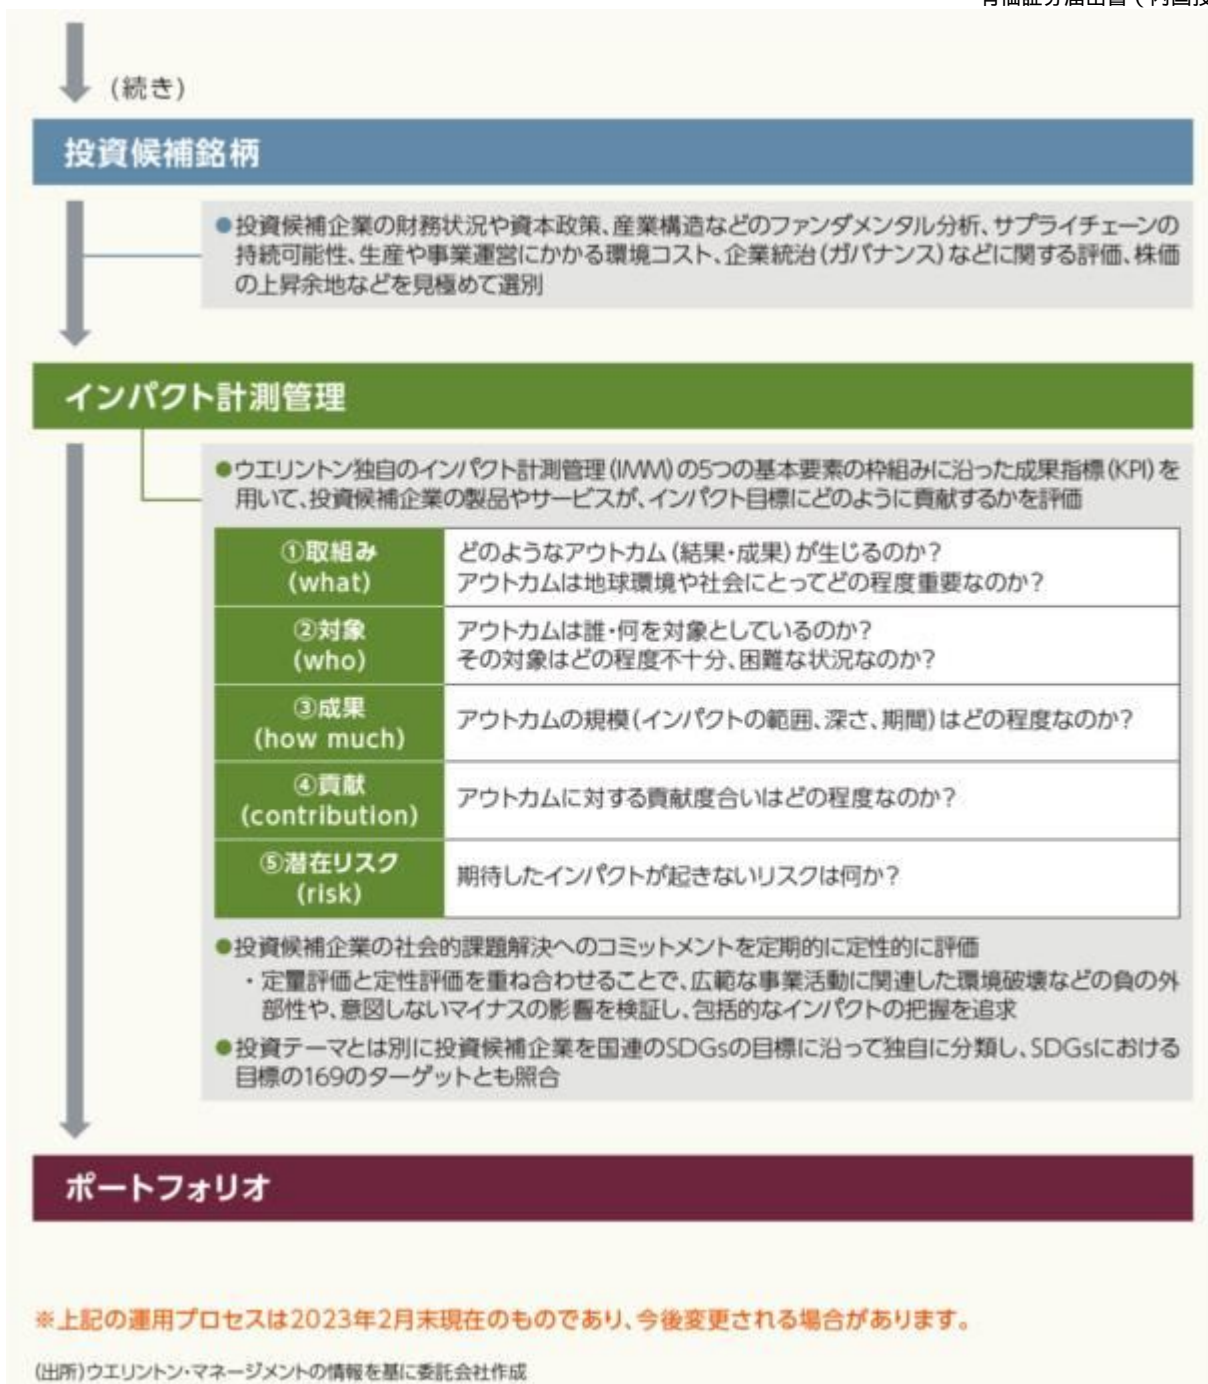 (続き)
投資候補銘柄
●投資候補企業の財務状況や資本政策、産業構造などのファンダメンタル分析、サプライチェーンの
持続可能性、生産や事業運営にかかる環境コスト、企業統治(ガバナンス)などに関する評価、株価
の上昇余地などを見極めて選別
インパクト計測管理
●ウエリントン独自のインパクト計測管理(IMM)の5つの基本要素の枠組みに沿った成果指標(KPI)を
用いて、投資候補企業の製品やサービスが、インパクト目標にどのように貢献するかを評価
①取組み
(what)
どのようなアウトカム(結果・成果)が生じるのか?
アウトカムは地球環境や社会にとってどの程度重要なのか?
②対象
(who)
アウトカムは誰・何を対象としているのか?
その対象はどの程度不十分、困難な状況なのか?
③成果
(how much)
アウトカムの規模(インパクトの範囲、深さ、期間)はどの程度なのか?
④貢献
(contribution)
アウトカムに対する貢献度合いはどの程度なのか?
⑤潜在リスク
(risk)
期待したインパクトが起きないリスクは何か?
●投資候補企業の社会的課題解決へのコミットメントを定期的に定性的に評価
・定量評価と定性評価を重ね合わせることで、広範な事業活動に関連した環境破壊などの負の外
部性や、意図しないマイナスの影響を検証し、包括的なインパクトの把握を追求
●投資テーマとは別に投資候補企業を国連のSDGsの目標に沿って独自に分類し、SDGsにおける
目標の169のターゲットとも照合
ポートフォリオ
※上記の運用プロセスは2023年2月末現在のものであり、今後変更される場合があります。
(出所)ウエリントン・マネージメントの情報を基に委託会社作成